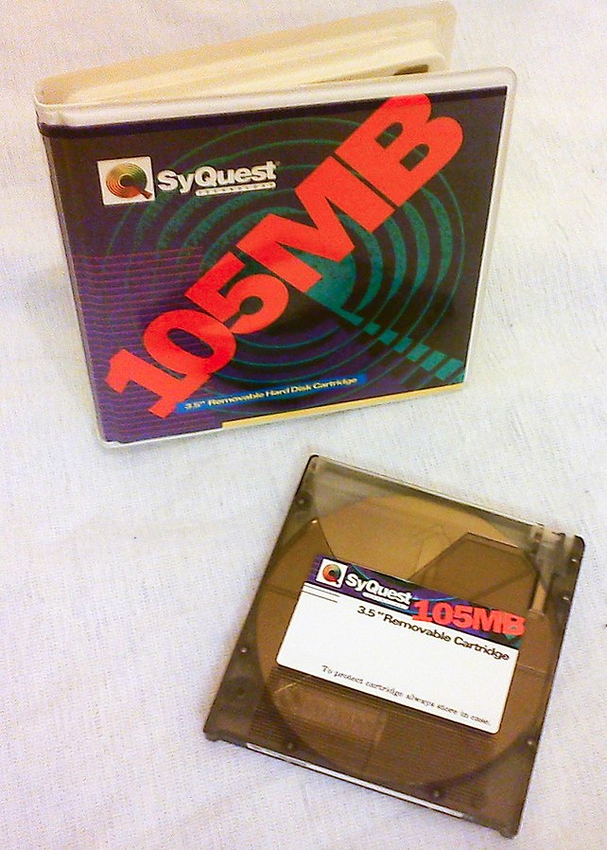 SyQuest®
TECHNOLOGY
105MB
3.5" Removable Hard Disk Cartridge
SyQuest
105MB
3.5" Removable Cartridge
To protect cartridge always store in case.